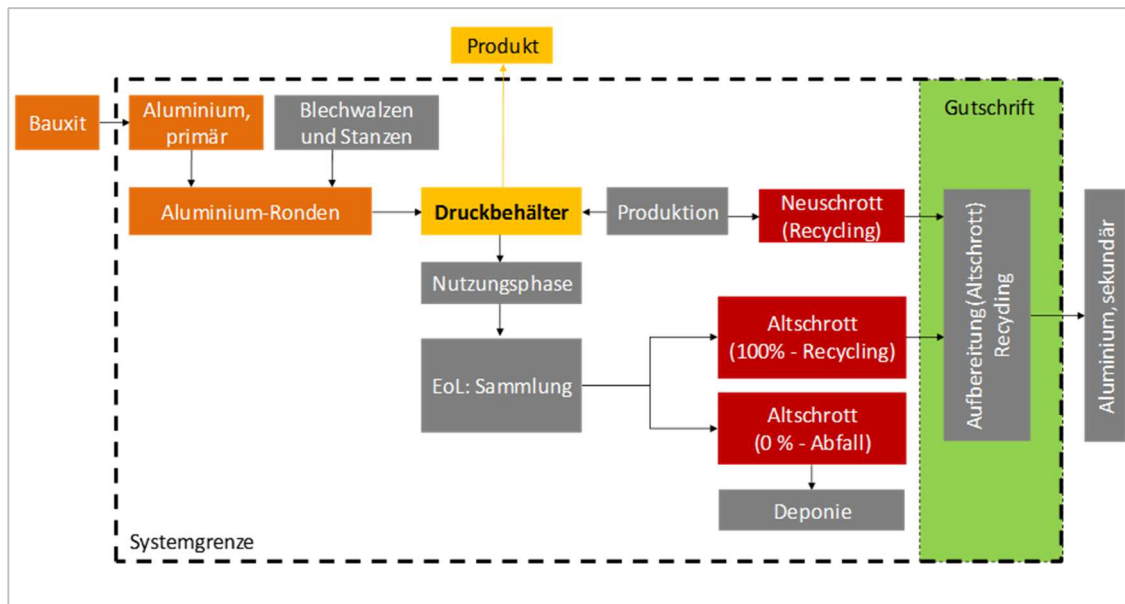 Produkt
Gutschrift
Bauxit
Aluminium,
primär
Blechwalzen
und Stanzen
Aluminium-Ronden
Druckbehälter
Produktion
Neuschrott
(Recycling)
Nutzungsphase
EoL: Sammlung
Altschrott
(100% - Recycling)
Altschrott
(0 % - Abfall)
Deponie
Aufbereitung (Altschrott)
Recycling
Aluminium, sekundär
Systemgrenze